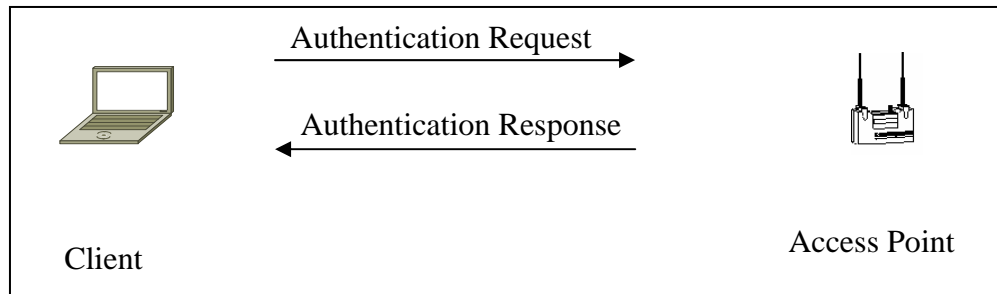 Authentication Request
Authentication Response
Client
Access Point